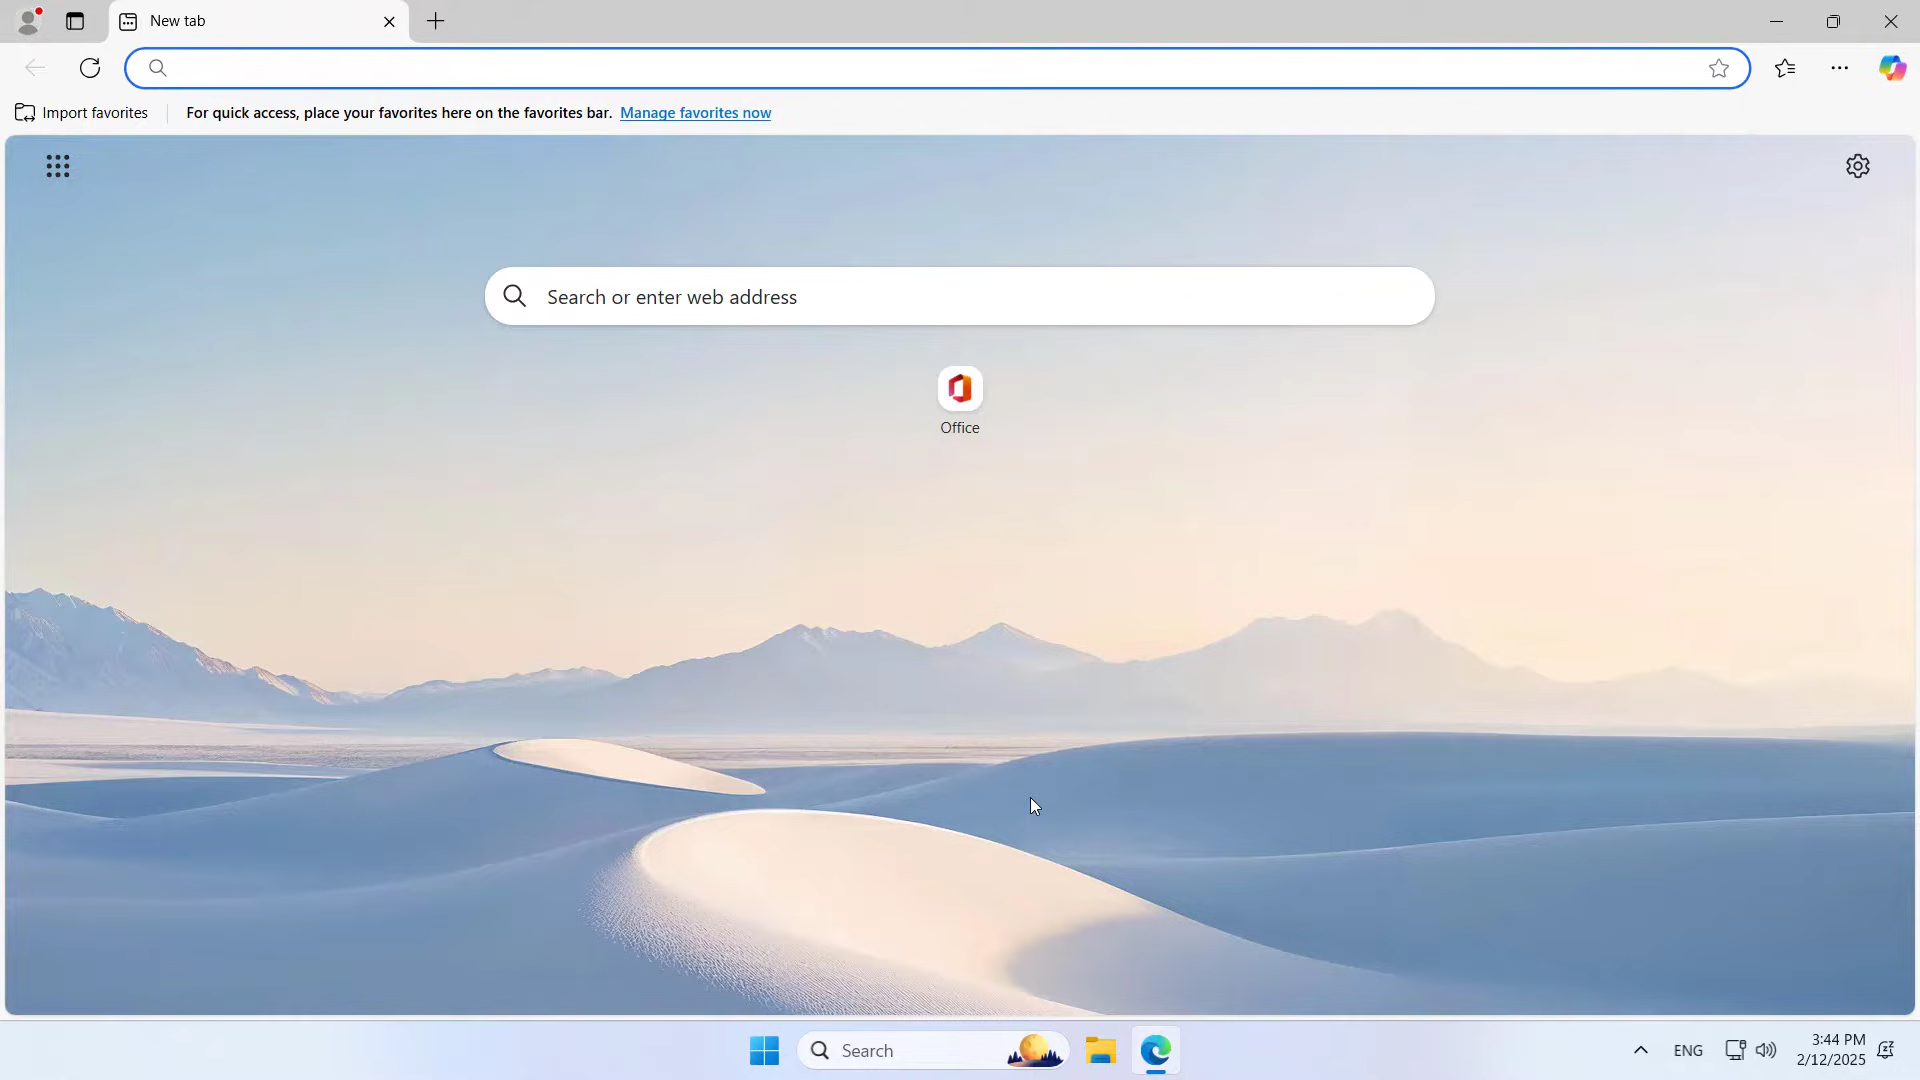 New tab
Import favorites
For quick access, place your favorites here on the favorites bar. Manage favorites now
Search or enter web address
Office
Search
ENG
3:44 PM
2/12/2025